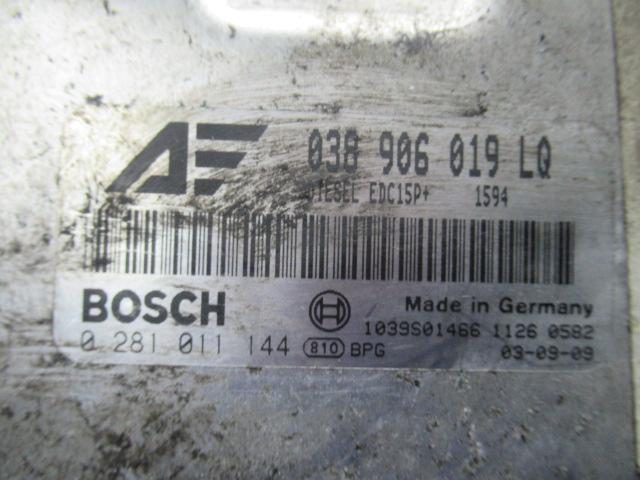 AE 038 906 019 LQ
DIESEL EDC15P+ 1594
BOSCH Made in Germany
1039S01466 1126 0582
0 281 011 144 810 BPG 03-09-09